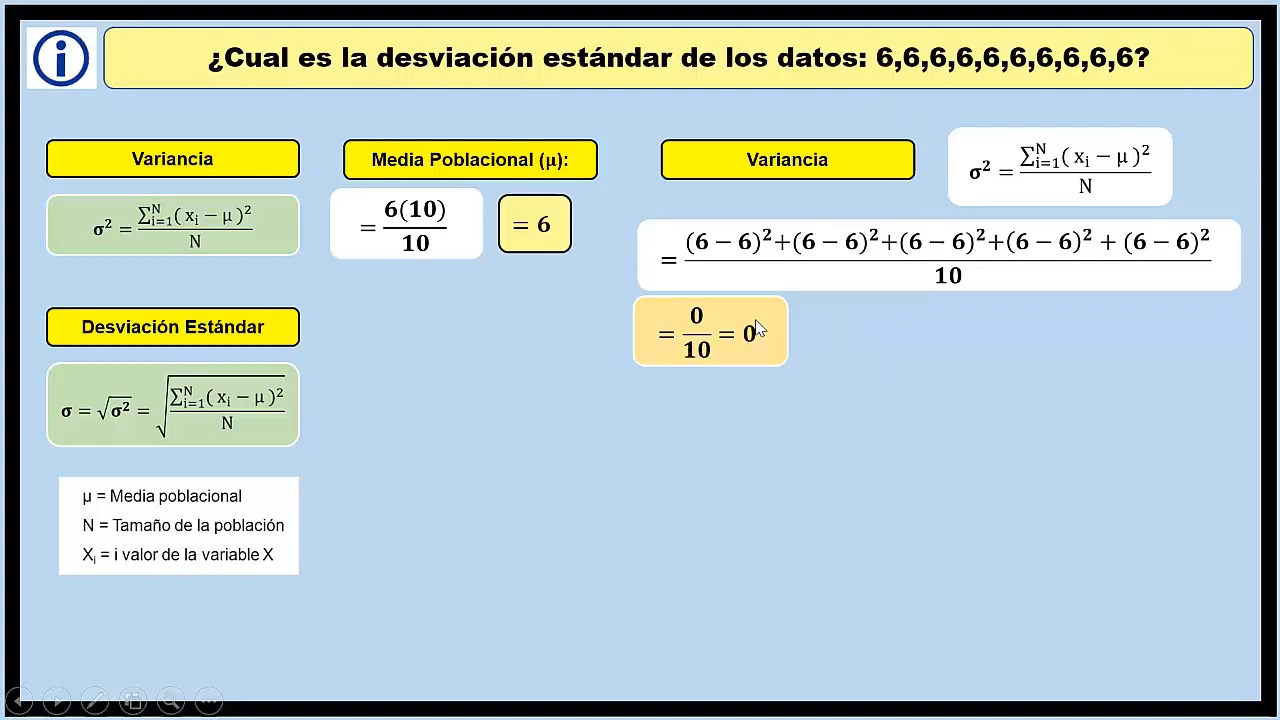 ¿Cual es la desviación estándar de los datos: 6,6,6,6,6,6,6,6,6,6?
Variancia
σ² = ∑ᵢ₌₁ᴺ( xᵢ − μ )² / N
Desviación Estándar
σ = √σ² = √(∑ᵢ₌₁ᴺ( xᵢ − μ )² / N)
μ = Media poblacional
N = Tamaño de la población
Xᵢ = i valor de la variable X
Media Poblacional (μ):
= 6(10) / 10
= 6
Variancia
σ² = ∑ᵢ₌₁ᴺ( xᵢ − μ )² / N
= (6 − 6)²+(6 − 6)²+(6 − 6)²+(6 − 6)² + (6 − 6)² / 10
= 0 / 10 = 0